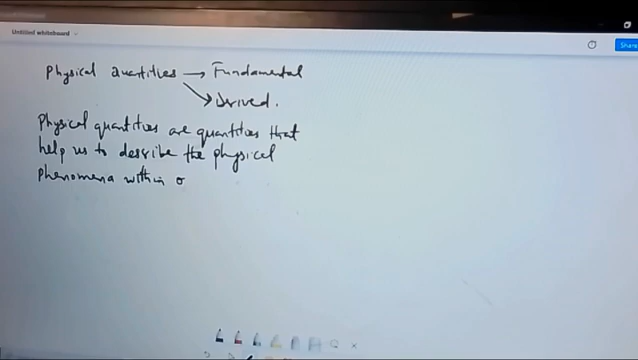 Untitled whiteboard
Share
Physical quantities → Fundamental
→ Derived.
Physical quantities are quantities that
help us to describe the physical
phenomena within o